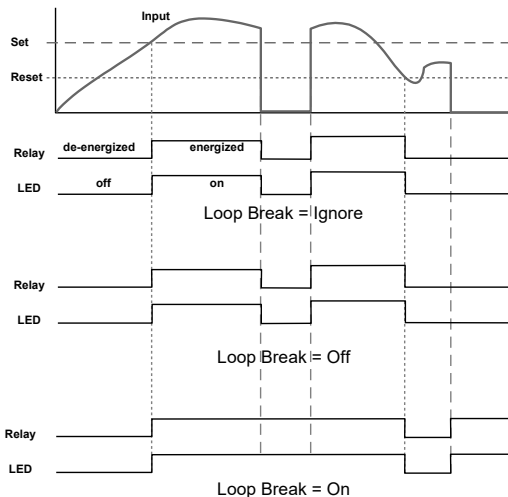 Input
Set
Reset
Relay de-energized energized
LED off on
Loop Break = Ignore
Relay
LED
Loop Break = Off
Relay
LED
Loop Break = On